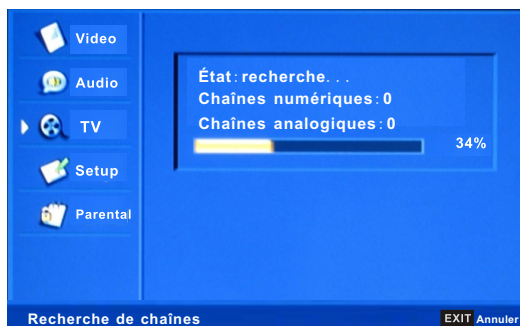 Video
Audio
TV
Setup
Parental
État:recherche...
Chaînes numériques:0
Chaînes analogiques:0
34%
Recherche de chaînes
EXIT Annuler